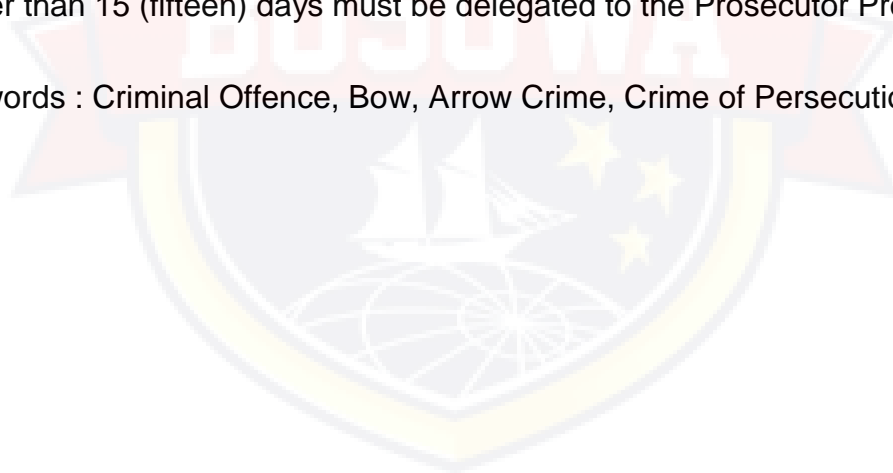 er than 15 (fifteen) days must be delegated to the Prosecutor Pro
BOSOWA
words : Criminal Offence, Bow, Arrow Crime, Crime of Persecutio